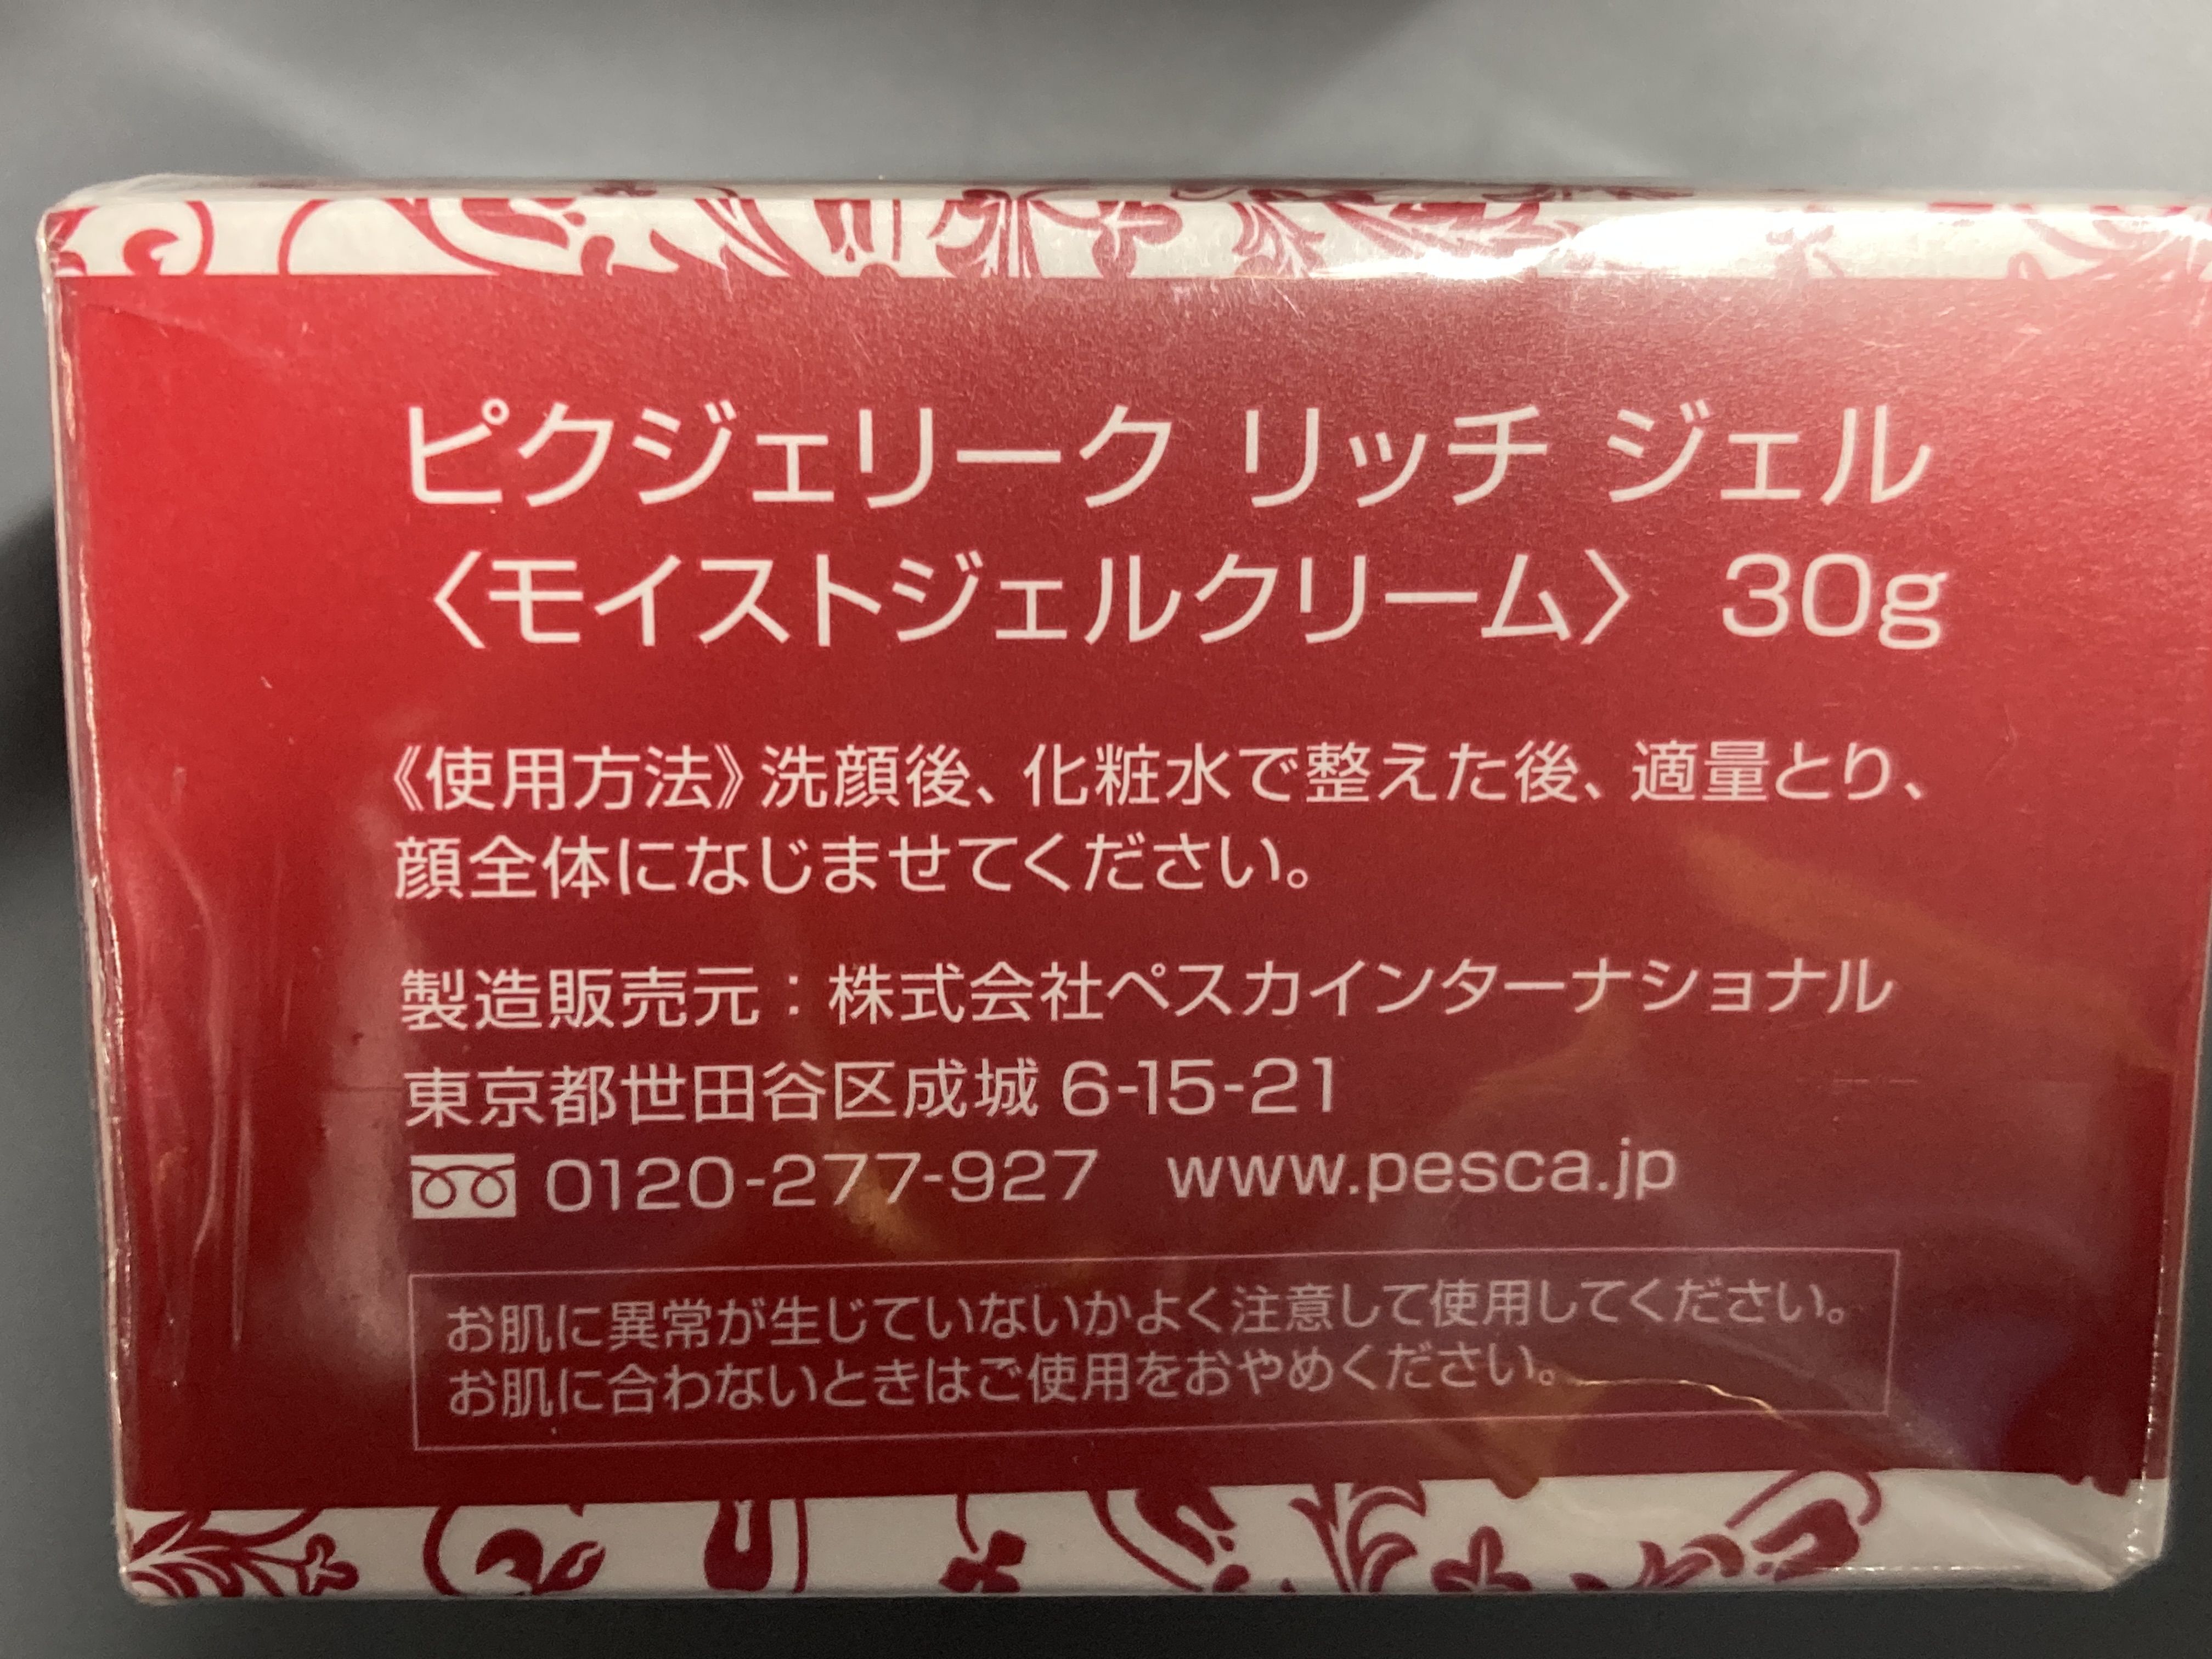 ピクジェリーク リッチ ジェル
〈モイストジェルクリーム〉 30g
《使用方法》洗顔後、化粧水で整えた後、適量とり、
顔全体になじませてください。
製造販売元：株式会社ペスカインターナショナル
東京都世田谷区成城 6-15-21
0120-277-927 www.pesca.jp
お肌に異常が生じていないかよく注意して使用してください。
お肌に合わないときはご使用をおやめください。